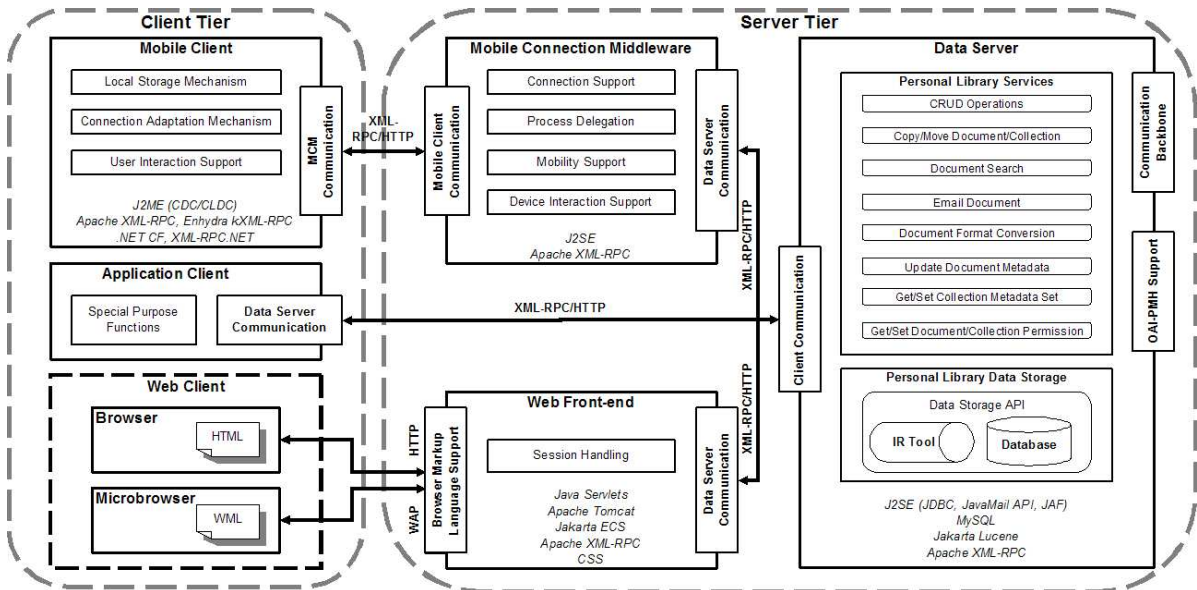 Client Tier
Server Tier
Mobile Client
Local Storage Mechanism
Connection Adaptation Mechanism
User Interaction Support
MCM
Communication
J2ME (CDC/CLDC)
Apache XML-RPC, Enhydra kXML-RPC
.NET CF, XML-RPC.NET
Application Client
Special Purpose
Functions
Data Server
Communication
Web Client
Browser
HTML
Microbrowser
WML
XML-
RPC/HTTP
XML-RPC/HTTP
HTTP
WAP
Mobile Connection Middleware
Mobile Client
Communication
Connection Support
Process Delegation
Mobility Support
Device Interaction Support
Data Server
Communication
J2SE
Apache XML-RPC
XML-RPC/HTTP
XML-RPC/HTTP
Web Front-end
Browser Markup
Language Support
Session Handling
Data Server
Communication
Java Servlets
Apache Tomcat
Jakarta ECS
Apache XML-RPC
CSS
Data Server
Client Communication
Personal Library Services
CRUD Operations
Copy/Move Document/Collection
Document Search
Email Document
Document Format Conversion
Update Document Metadata
Get/Set Collection Metadata Set
Get/Set Document/Collection Permission
Communication
Backbone
OAI-PMH Support
Personal Library Data Storage
Data Storage API
IR Tool
Database
J2SE (JDBC, JavaMail API, JAF)
MySQL
Jakarta Lucene
Apache XML-RPC